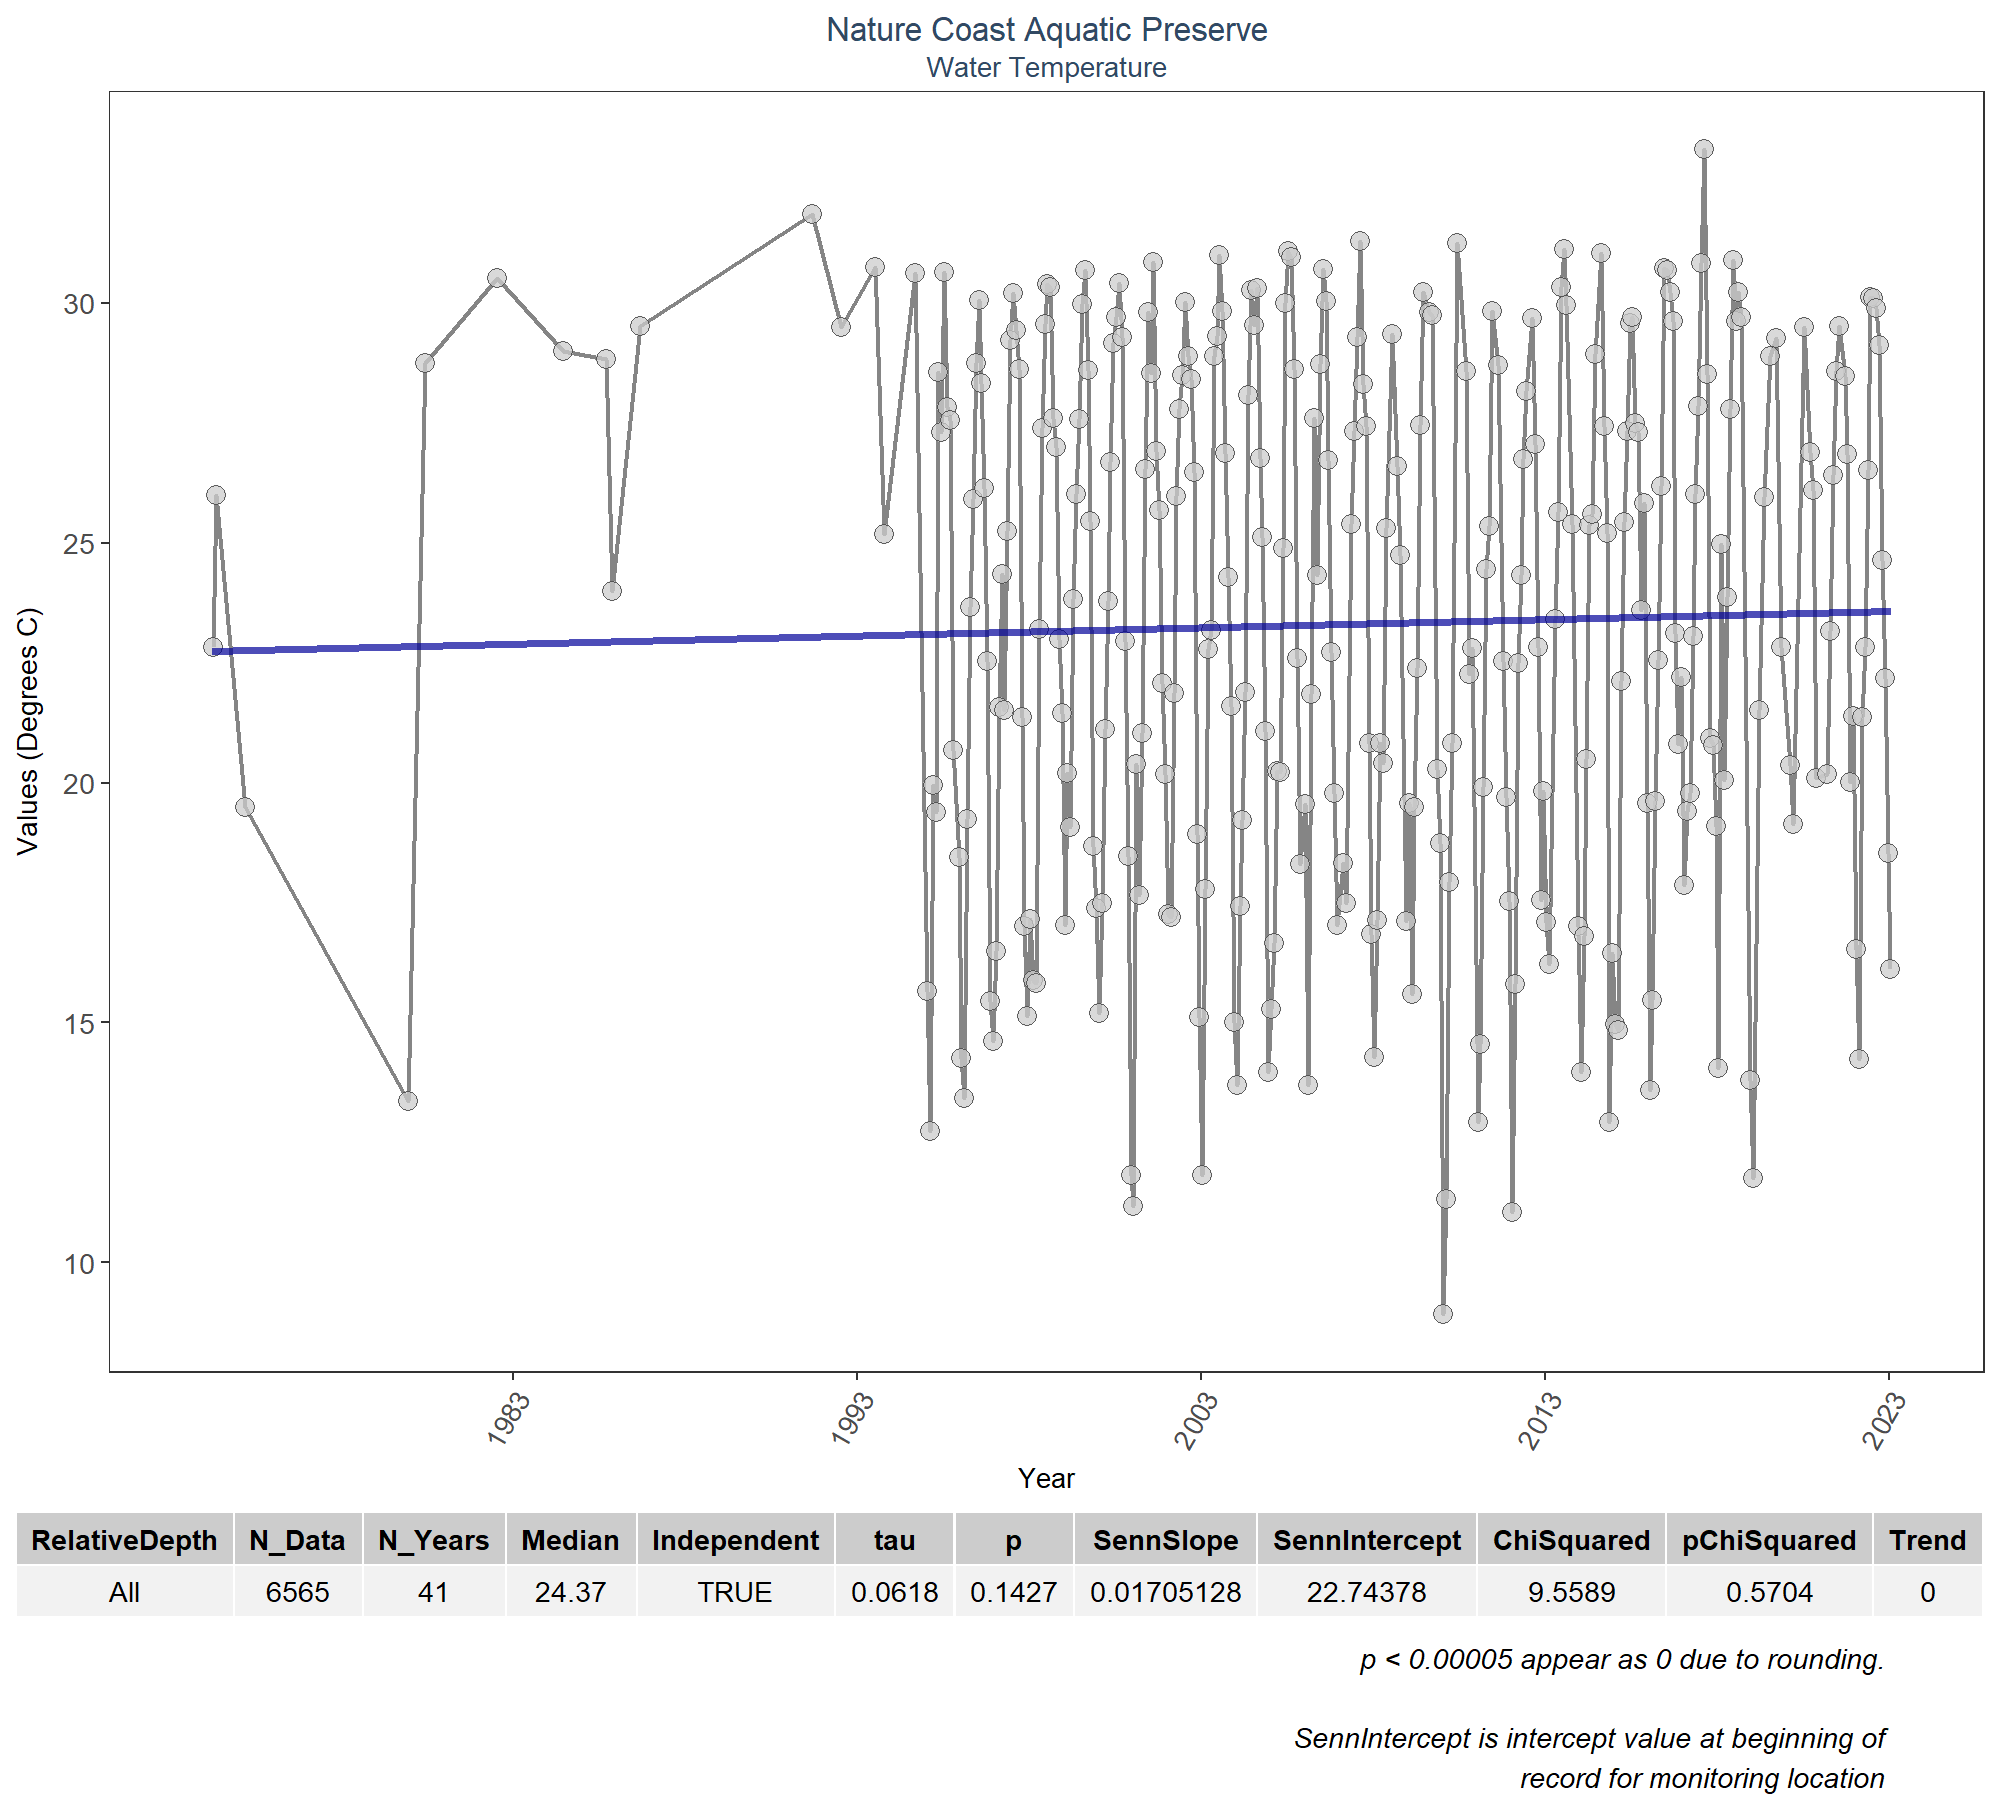 Nature Coast Aquatic Preserve
Water Temperature
Values (Degrees C)
30
25
20
15
10
1983
1993
2003
2013
2023
Year
RelativeDepth N_Data N_Years Median Independent tau p SennSlope SennIntercept ChiSquared pChiSquared Trend
All 6565 41 24.37 TRUE 0.0618 0.1427 0.01705128 22.74378 9.5589 0.5704 0
p < 0.00005 appear as 0 due to rounding.
SennIntercept is intercept value at beginning of
record for monitoring location